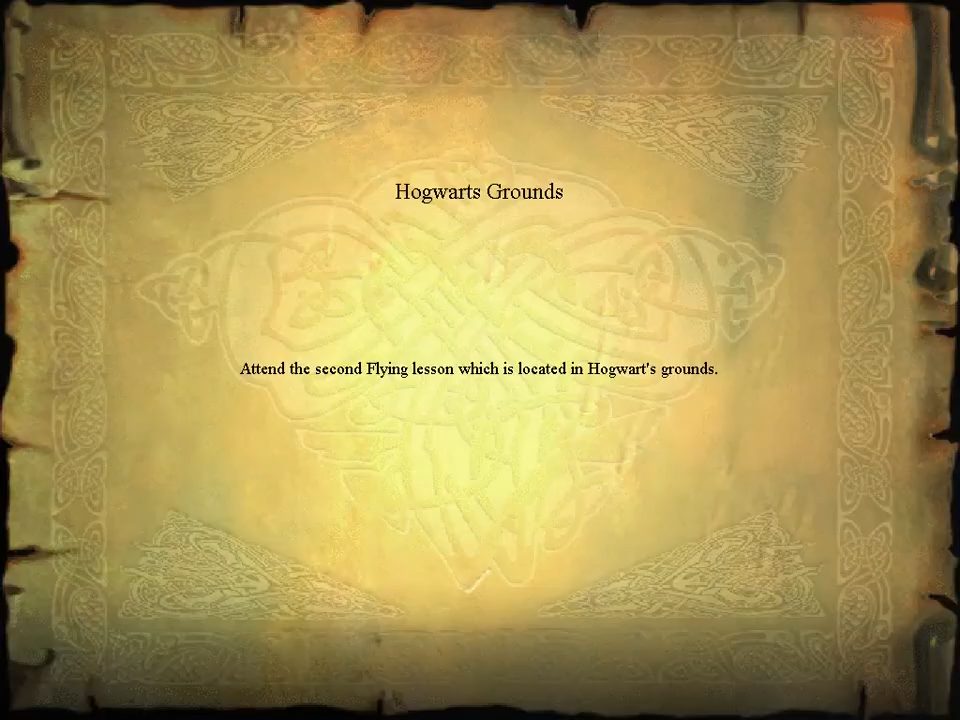 Hogwarts Grounds
Attend the second Flying lesson which is located in Hogwart's grounds.